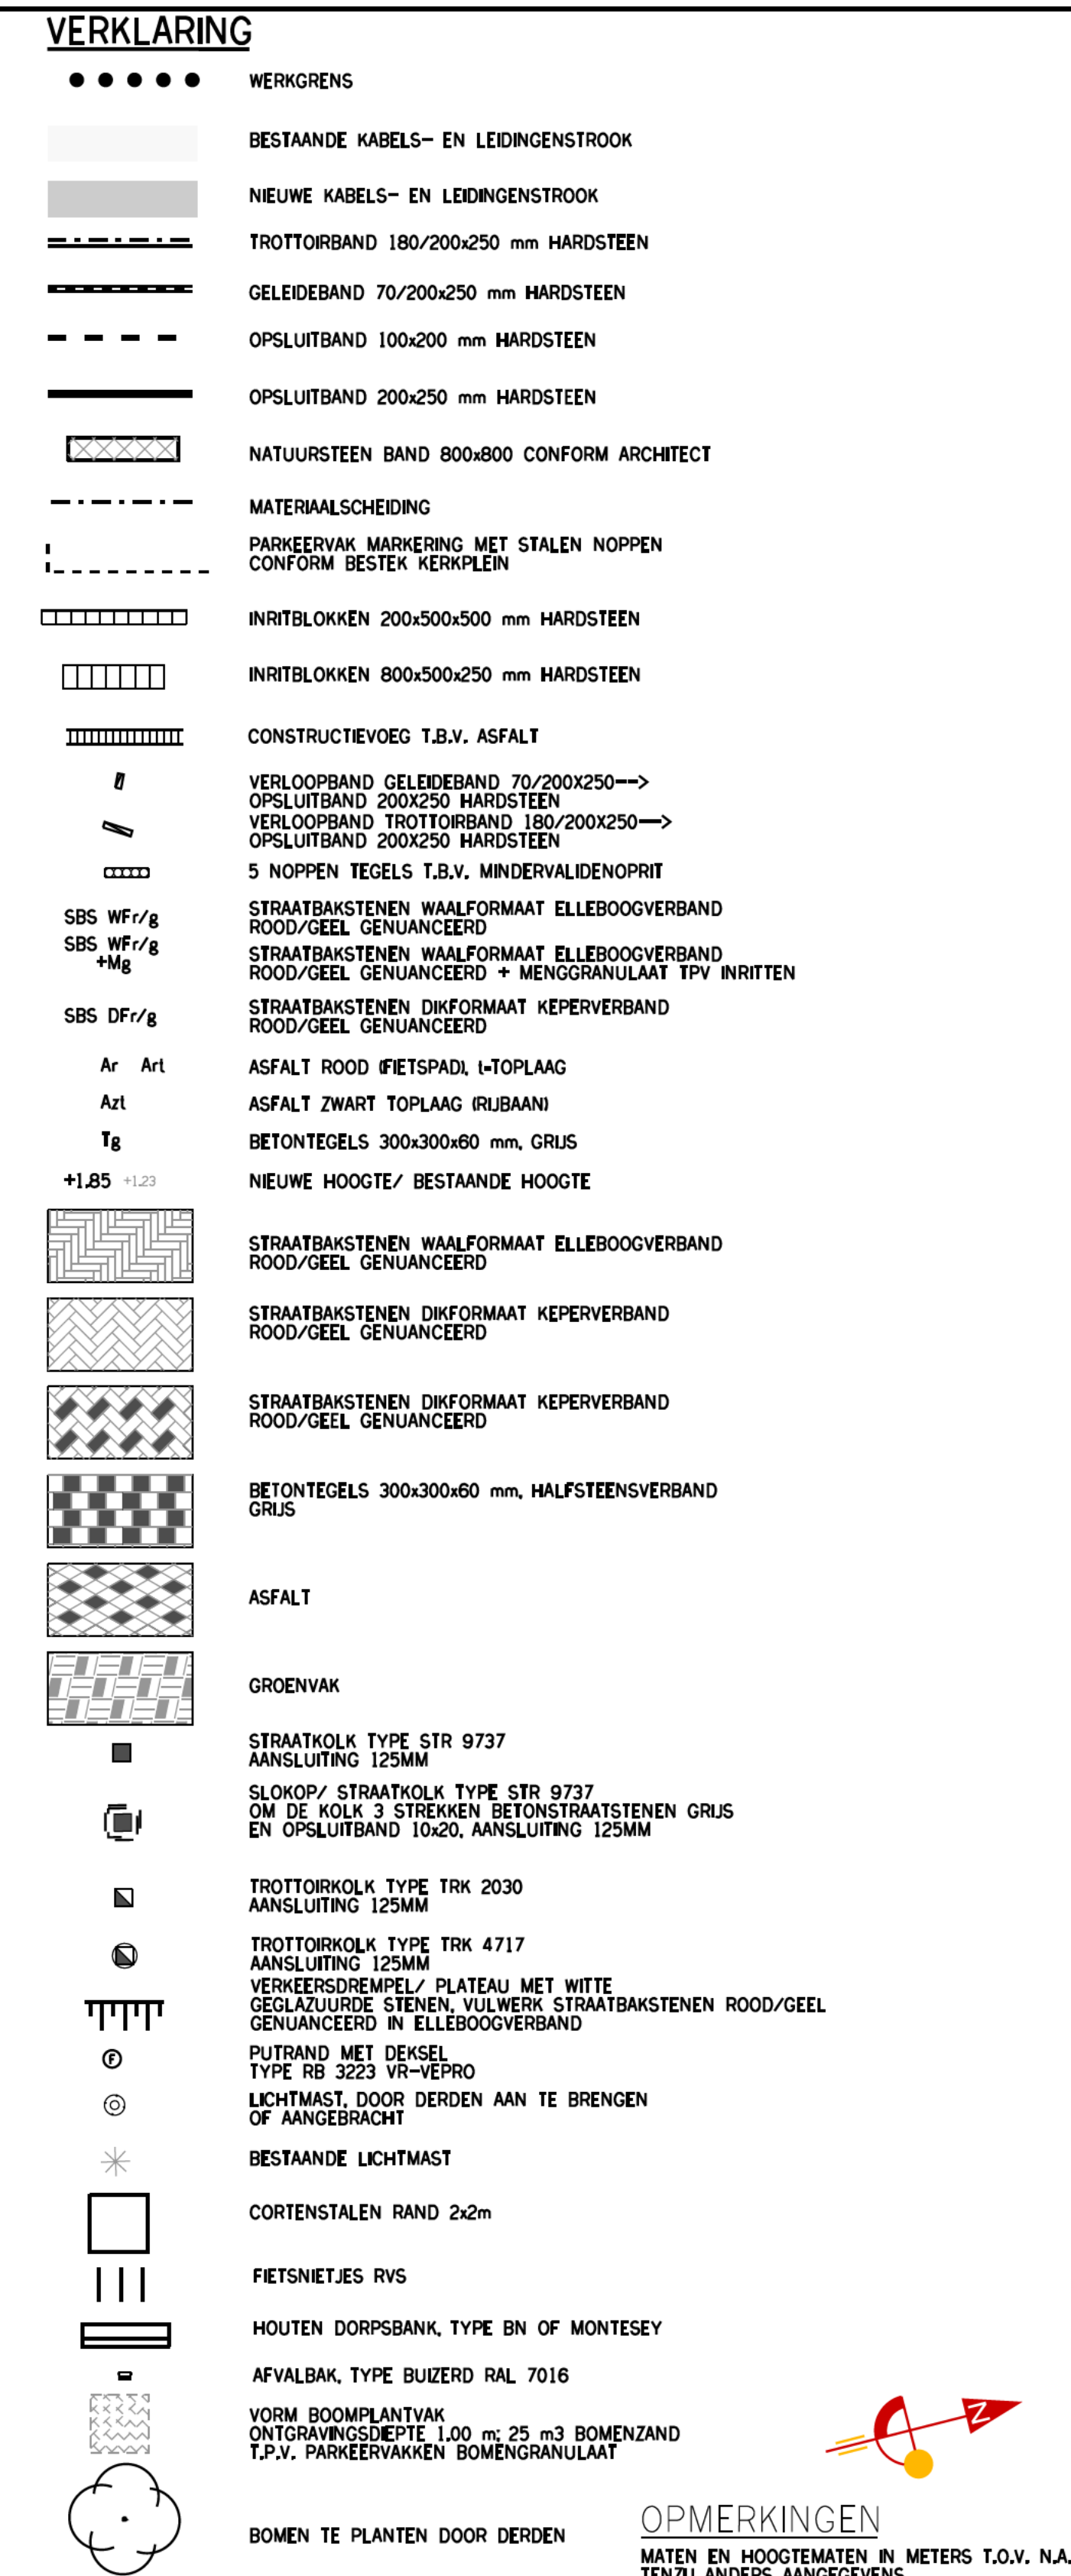 VERKLARING
WERKGRENS
BESTAANDE KABELS- EN LEIDINGENSTROOK
NIEUWE KABELS- EN LEIDINGENSTROOK
TROTTOIRBAND 180/200x250 mm HARDSTEEN
GELEIDEBAND 70/200x250 mm HARDSTEEN
OPSLUITBAND 100x200 mm HARDSTEEN
OPSLUITBAND 200x250 mm HARDSTEEN
NATUURSTEEN BAND 800x800 CONFORM ARCHITECT
MATERIAALSCHEIDING
PARKEERVAK MARKERING MET STALEN NOPPEN
CONFORM BESTEK KERKPLEIN
INRITBLOKKEN 200x500x500 mm HARDSTEEN
INRITBLOKKEN 800x500x250 mm HARDSTEEN
CONSTRUCTIEVOEG T.B.V. ASFALT
VERLOOPBAND GELEIDEBAND 70/200X250-->
OPSLUITBAND 200X250 HARDSTEEN
VERLOOPBAND TROTTOIRBAND 180/200X250-->
OPSLUITBAND 200X250 HARDSTEEN
5 NOPPEN TEGELS T.B.V. MINDERVALIDENOPRIT
SBS WFr/g STRAATBAKSTENEN WAALFORMAAT ELLEBOOGVERBAND
ROOD/GEEL GENUANCEERD
SBS WFr/g
+Mg STRAATBAKSTENEN WAALFORMAAT ELLEBOOGVERBAND
ROOD/GEEL GENUANCEERD + MENGGRANULAAT TPV INRITTEN
SBS DFr/g STRAATBAKSTENEN DIKFORMAAT KEPERVERBAND
ROOD/GEEL GENUANCEERD
Ar Art ASFALT ROOD (FIETSPAD), t=TOPLAAG
Azt ASFALT ZWART TOPLAAG (RIJBAAN)
Tg BETONTEGELS 300x300x60 mm, GRIJS
+1.85 +1.23 NIEUWE HOOGTE/ BESTAANDE HOOGTE
STRAATBAKSTENEN WAALFORMAAT ELLEBOOGVERBAND
ROOD/GEEL GENUANCEERD
STRAATBAKSTENEN DIKFORMAAT KEPERVERBAND
ROOD/GEEL GENUANCEERD
STRAATBAKSTENEN DIKFORMAAT KEPERVERBAND
ROOD/GEEL GENUANCEERD
BETONTEGELS 300x300x60 mm, HALFSTEENSVERBAND
GRIJS
ASFALT
GROENVAK
STRAATKOLK TYPE STR 9737
AANSLUITING 125MM
SLOKOP/ STRAATKOLK TYPE STR 9737
OM DE KOLK 3 STREKKEN BETONSTRAATSTENEN GRIJS
EN OPSLUITBAND 10x20, AANSLUITING 125MM
TROTTOIRKOLK TYPE TRK 2030
AANSLUITING 125MM
TROTTOIRKOLK TYPE TRK 4717
AANSLUITING 125MM
VERKEERSDREMPEL/ PLATEAU MET WITTE
GEGLAZUURDE STENEN, VULWERK STRAATBAKSTENEN ROOD/GEEL
GENUANCEERD IN ELLEBOOGVERBAND
F PUTRAND MET DEKSEL
TYPE RB 3223 VR-VEPRO
LICHTMAST, DOOR DERDEN AAN TE BRENGEN
OF AANGEBRACHT
BESTAANDE LICHTMAST
CORTENSTALEN RAND 2x2m
FIETSNIETJES RVS
HOUTEN DORPSBANK, TYPE BN OF MONTESEY
AFVALBAK, TYPE BUIZERD RAL 7016
VORM BOOMPLANTVAK
ONTGRAVINGSDIEPTE 1.00 m; 25 m3 BOMENZAND
T.P.V. PARKEERVAKKEN BOMENGRANULAAT
N
BOMEN TE PLANTEN DOOR DERDEN
OPMERKINGEN
MATEN EN HOOGTEMATEN IN METERS T.O.V. N.A.
TENZIJ ANDERS AANGEGEVENS